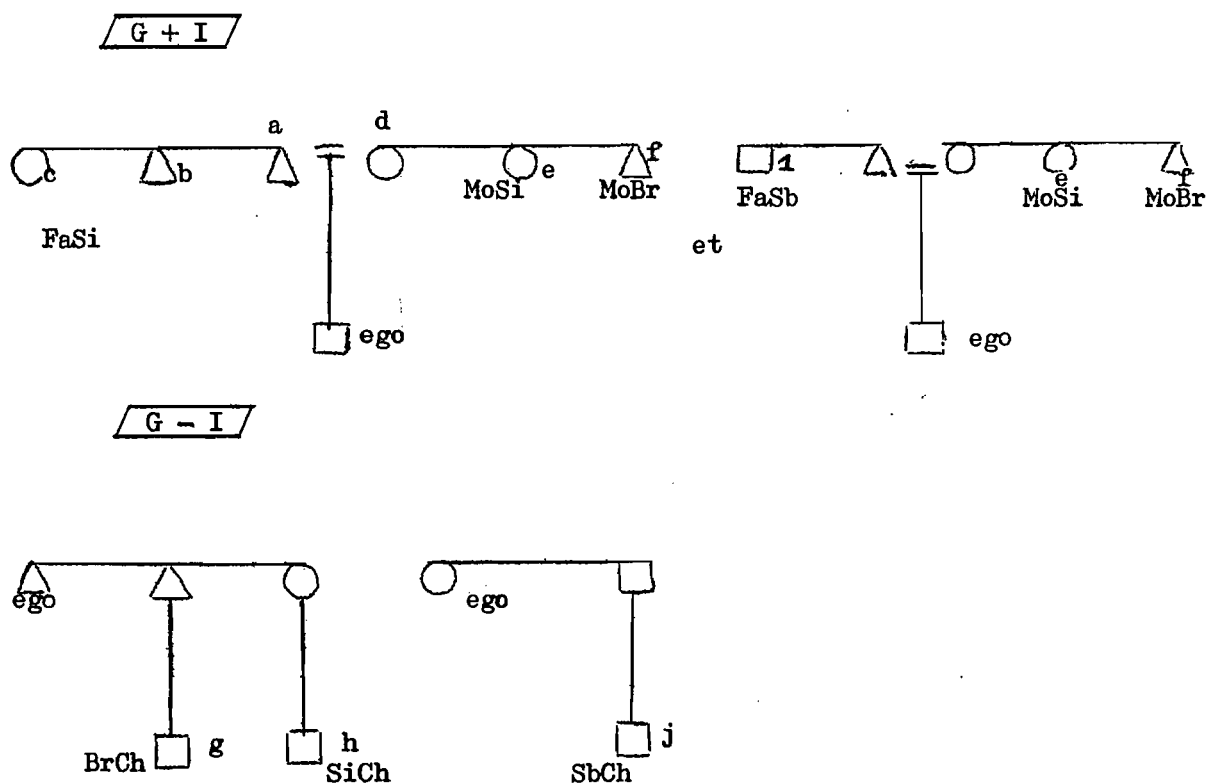 G + I
a d
c b e f 1 e f
MoSi MoBr FaSb MoSi MoBr
FaSi et
ego ego
G - I
ego ego
g h j
BrCh SiCh SbCh